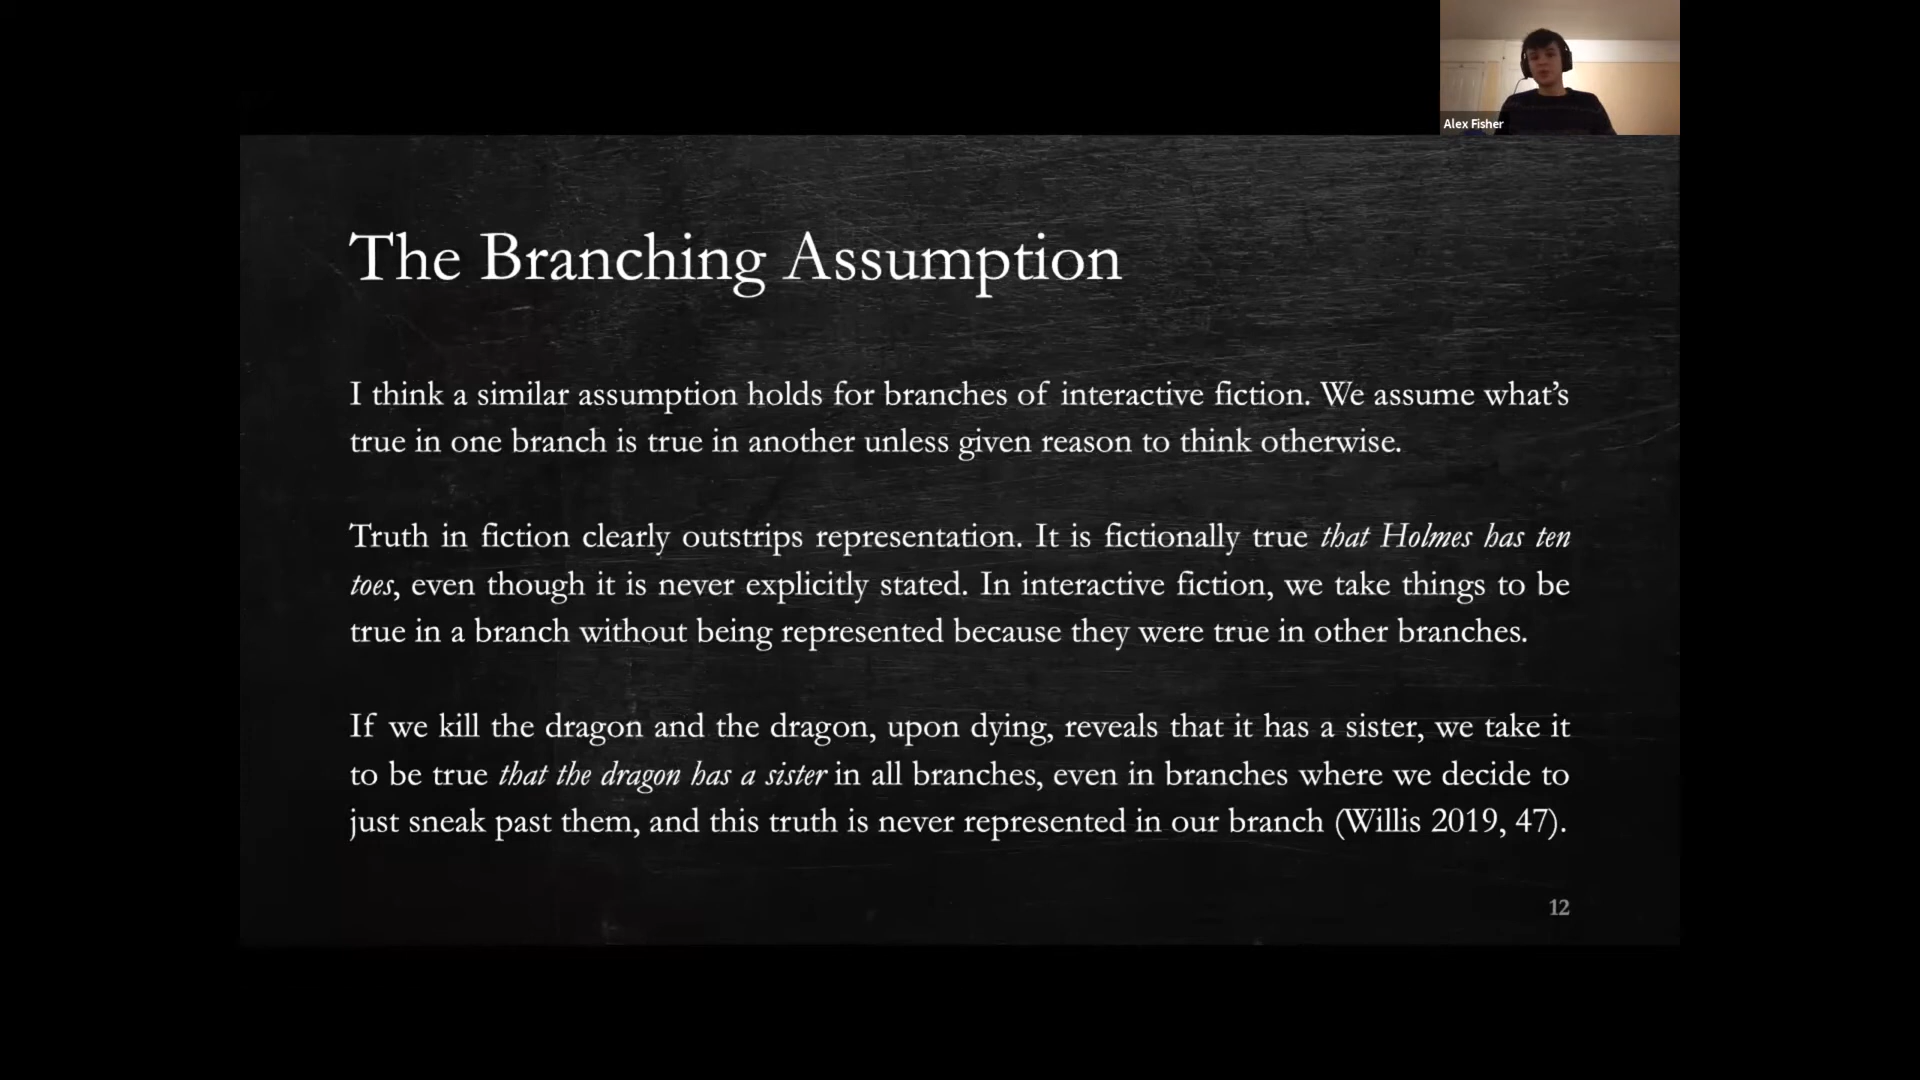 Alex Fisher
The Branching Assumption
I think a similar assumption holds for branches of interactive fiction. We assume what’s
true in one branch is true in another unless given reason to think otherwise.
Truth in fiction clearly outstrips representation. It is fictionally true that Holmes has ten
toes, even though it is never explicitly stated. In interactive fiction, we take things to be
true in a branch without being represented because they were true in other branches.
If we kill the dragon and the dragon, upon dying, reveals that it has a sister, we take it
to be true that the dragon has a sister in all branches, even in branches where we decide to
just sneak past them, and this truth is never represented in our branch (Willis 2019, 47).
12